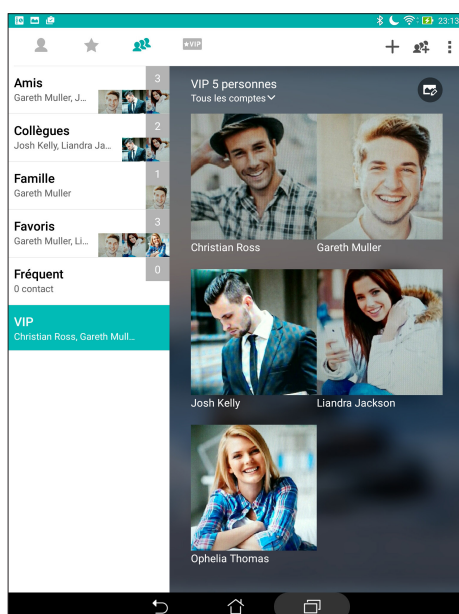 23:13
VIP
Amis
3
Gareth Muller, J...
Collègues
2
Josh Kelly, Liandra Ja...
Famille
1
Gareth Muller
Favoris
3
Gareth Muller, Li...
Fréquent
0
0 contact
VIP
Christian Ross, Gareth Mull...
VIP 5 personnes
Tous les comptes
Christian Ross
Gareth Muller
Josh Kelly
Liandra Jackson
Ophelia Thomas